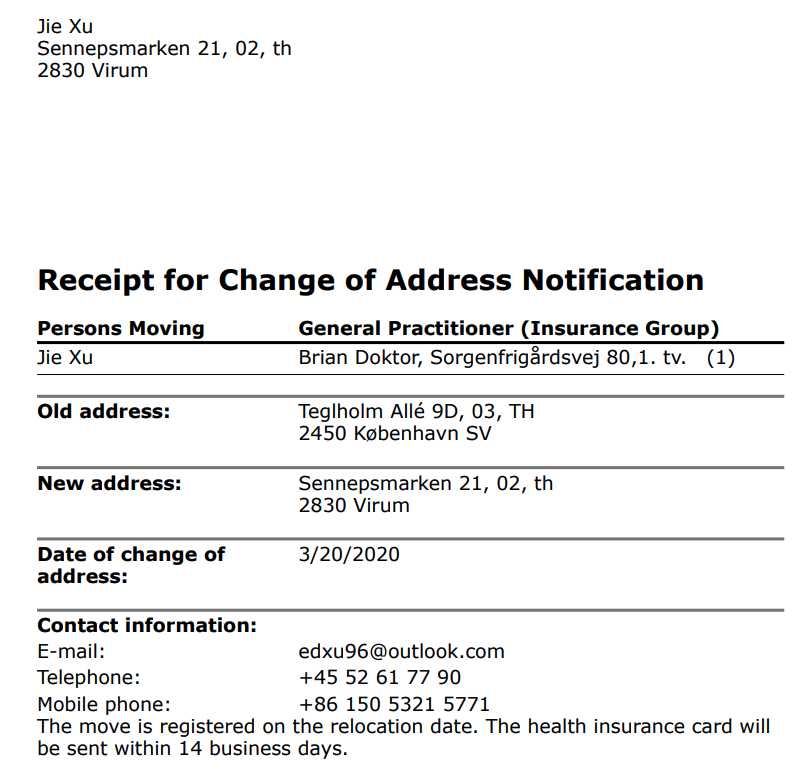 Jie Xu
Sennepsmarken 21, 02, th
2830 Virum
Receipt for Change of Address Notification
Persons Moving General Practitioner (Insurance Group)
Jie Xu Brian Doktor, Sorgenfrigårdsvej 80,1. tv. (1)
Old address: Teglholm Allé 9D, 03, TH
2450 København SV
New address: Sennepsmarken 21, 02, th
2830 Virum
Date of change of 3/20/2020
address:
Contact information:
E-mail: edxu96@outlook.com
Telephone: +45 52 61 77 90
Mobile phone: +86 150 5321 5771
The move is registered on the relocation date. The health insurance card will
be sent within 14 business days.